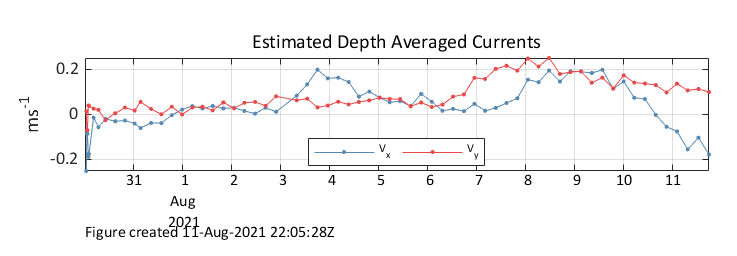 Estimated Depth Averaged Currents
ms⁻¹
0.2
0
-0.2
Vx
Vy
31 1 2 3 4 5 6 7 8 9 10 11
Aug
2021
Figure created 11-Aug-2021 22:05:28Z